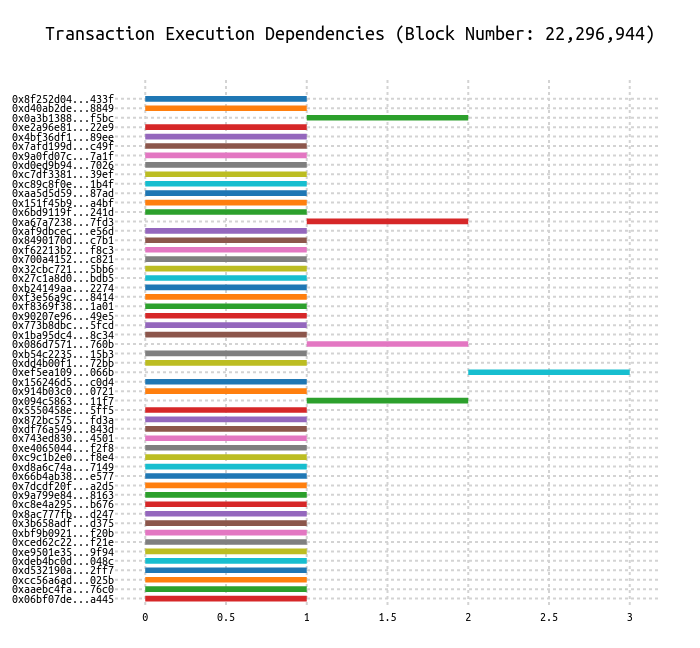 Transaction Execution Dependencies (Block Number: 22,296,944)
0x8f252d04...433f
0xd40ab2de...8849
0x0a3b1388...f5bc
0xe2a96e81...22e9
0x4bf36df1...89ee
0x7afd199d...c49f
0x9a0fd07c...7a1f
0xd0ed9b94...7026
0xc7df3381...39ef
0xc89c8f0e...1b4f
0xaa5d5d59...87ad
0x151f45b9...a4bf
0x6bd9119f...241d
0xa67a7238...7fd3
0xaf9dbcec...e56d
0x8490170d...c7b1
0xf62213b2...f8c3
0x700a4152...c821
0x32cbc721...5bb6
0x27c1a8d0...bdb5
0xb24149aa...2274
0xf3e56a9c...8414
0xf8369f38...1a01
0x90207e96...49e5
0x773b8dbc...5fcd
0x1ba95dc4...8c34
0x086d7571...760b
0xb54c2235...15b3
0xdd4b00f1...72bb
0xef5ea109...066b
0x156246d5...c0d4
0x914b03c0...0721
0x094c5863...11f7
0x5550458e...5ff5
0x872bc575...fd3a
0xdf76a549...843d
0x743ed830...4501
0xe4065044...f2f8
0xc9c1b2e0...f8e4
0xd8a6c74a...7149
0x66b4ab38...e577
0x7dcdf20f...a2d5
0x9a799e84...8163
0xc8e4a295...b676
0x8ac777fb...d247
0x3b658adf...d375
0xbf9b0921...f20b
0xced62c22...f21e
0xe9501e35...9f94
0xdeb4bc0d...048c
0xd532190a...2ff7
0xcc56a6ad...025b
0xaaebc4fa...76c0
0x06bf07de...a445
0 0.5 1 1.5 2 2.5 3